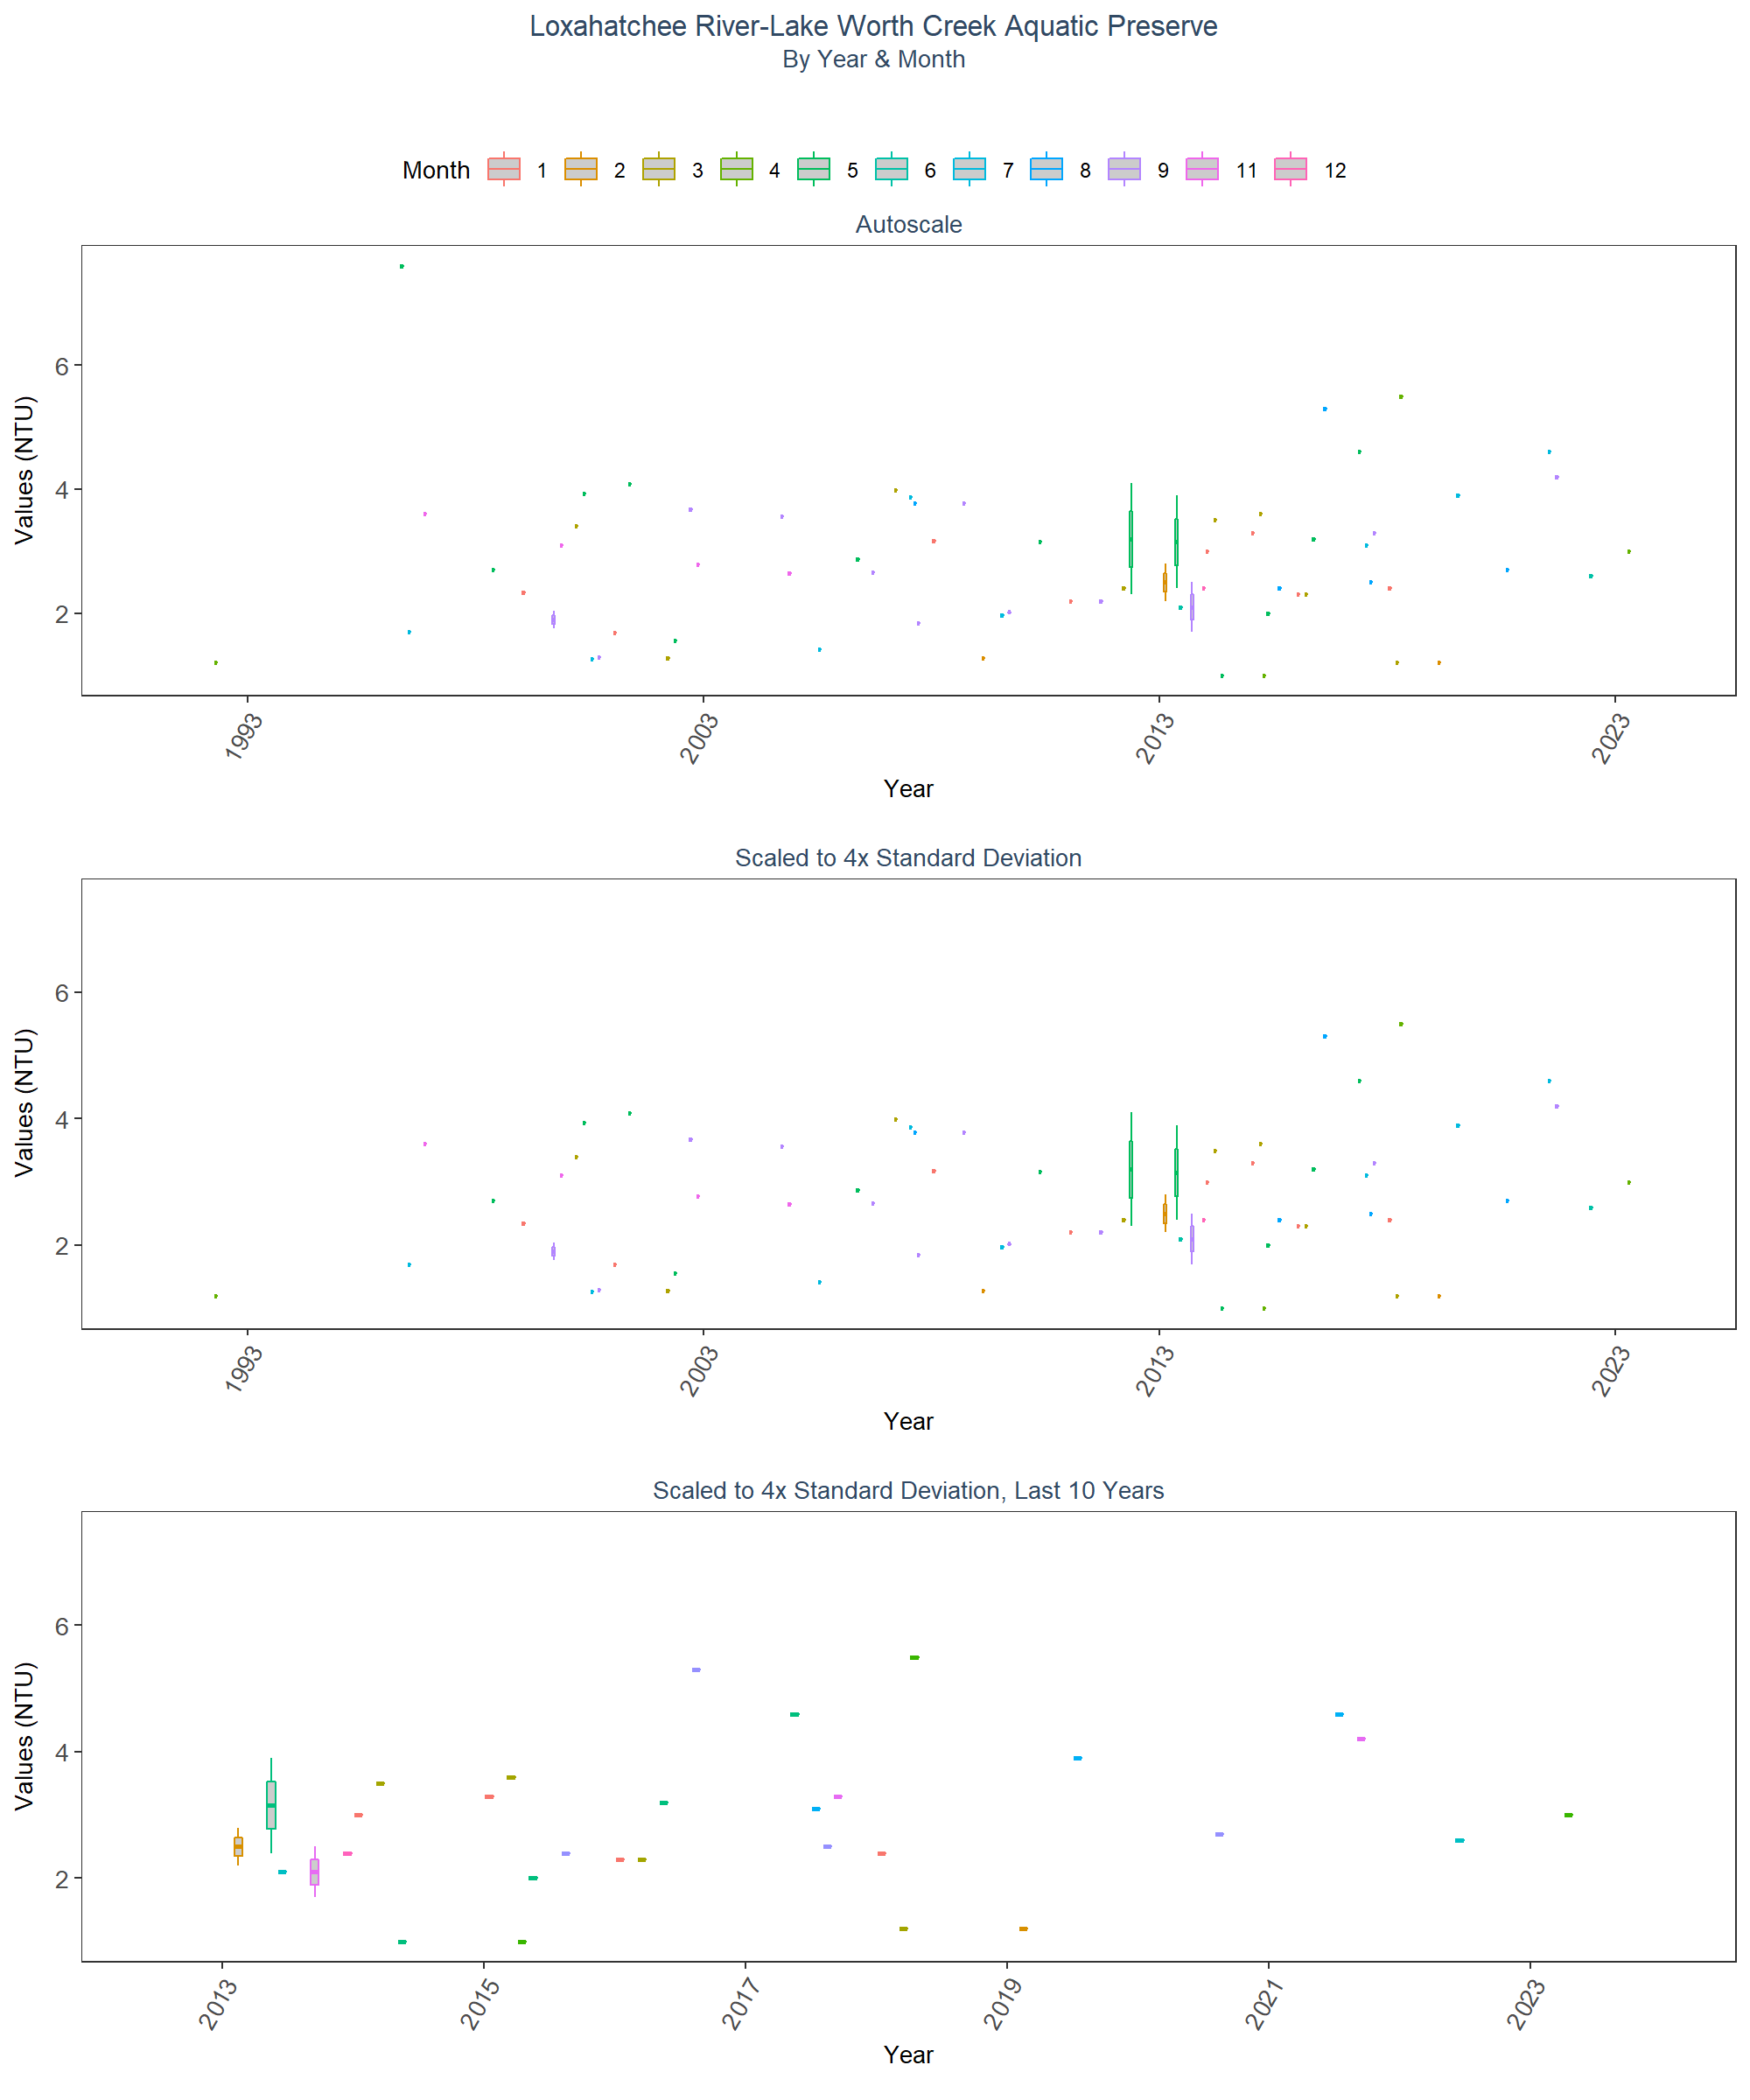 Loxahatchee River-Lake Worth Creek Aquatic Preserve
By Year & Month
Month 1 2 3 4 5 6 7 8 9 11 12
Autoscale
Values (NTU)
6
4
2
1993 2003 2013 2023
Year
Scaled to 4x Standard Deviation
Values (NTU)
6
4
2
1993 2003 2013 2023
Year
Scaled to 4x Standard Deviation, Last 10 Years
Values (NTU)
6
4
2
2013 2015 2017 2019 2021 2023
Year